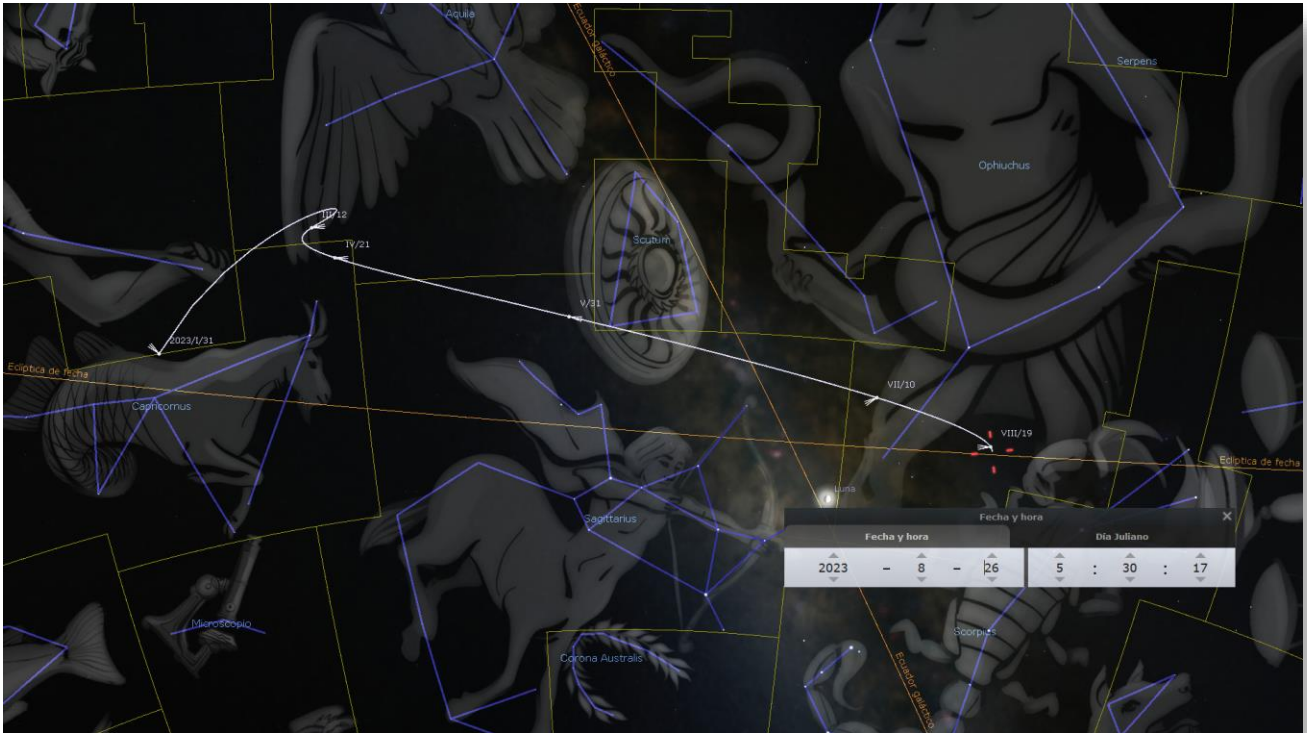 Aquila
Ecuador galáctico
Serpens
Ophiuchus
III/12
Scutum
IV/21
V/31
2023/I/31
Eclíptica de fecha
VII/10
Capricornus
VIII/19
Eclíptica de fecha
Luna
Fecha y hora
Sagittarius
Fecha y hora
Día Juliano
2023 - 8 - 26 5 : 30 : 17
Microscopio
Scorpius
Corona Australis
Ecuador galáctico